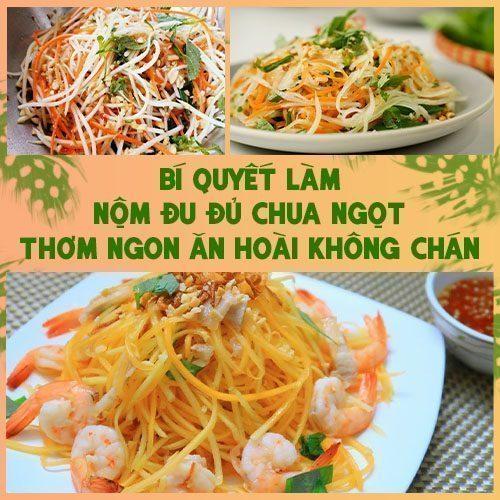 BÍ QUYẾT LÀM
NỘM ĐU ĐỦ CHUA NGỌT
THƠM NGON ĂN HOÀI KHÔNG CHÁN